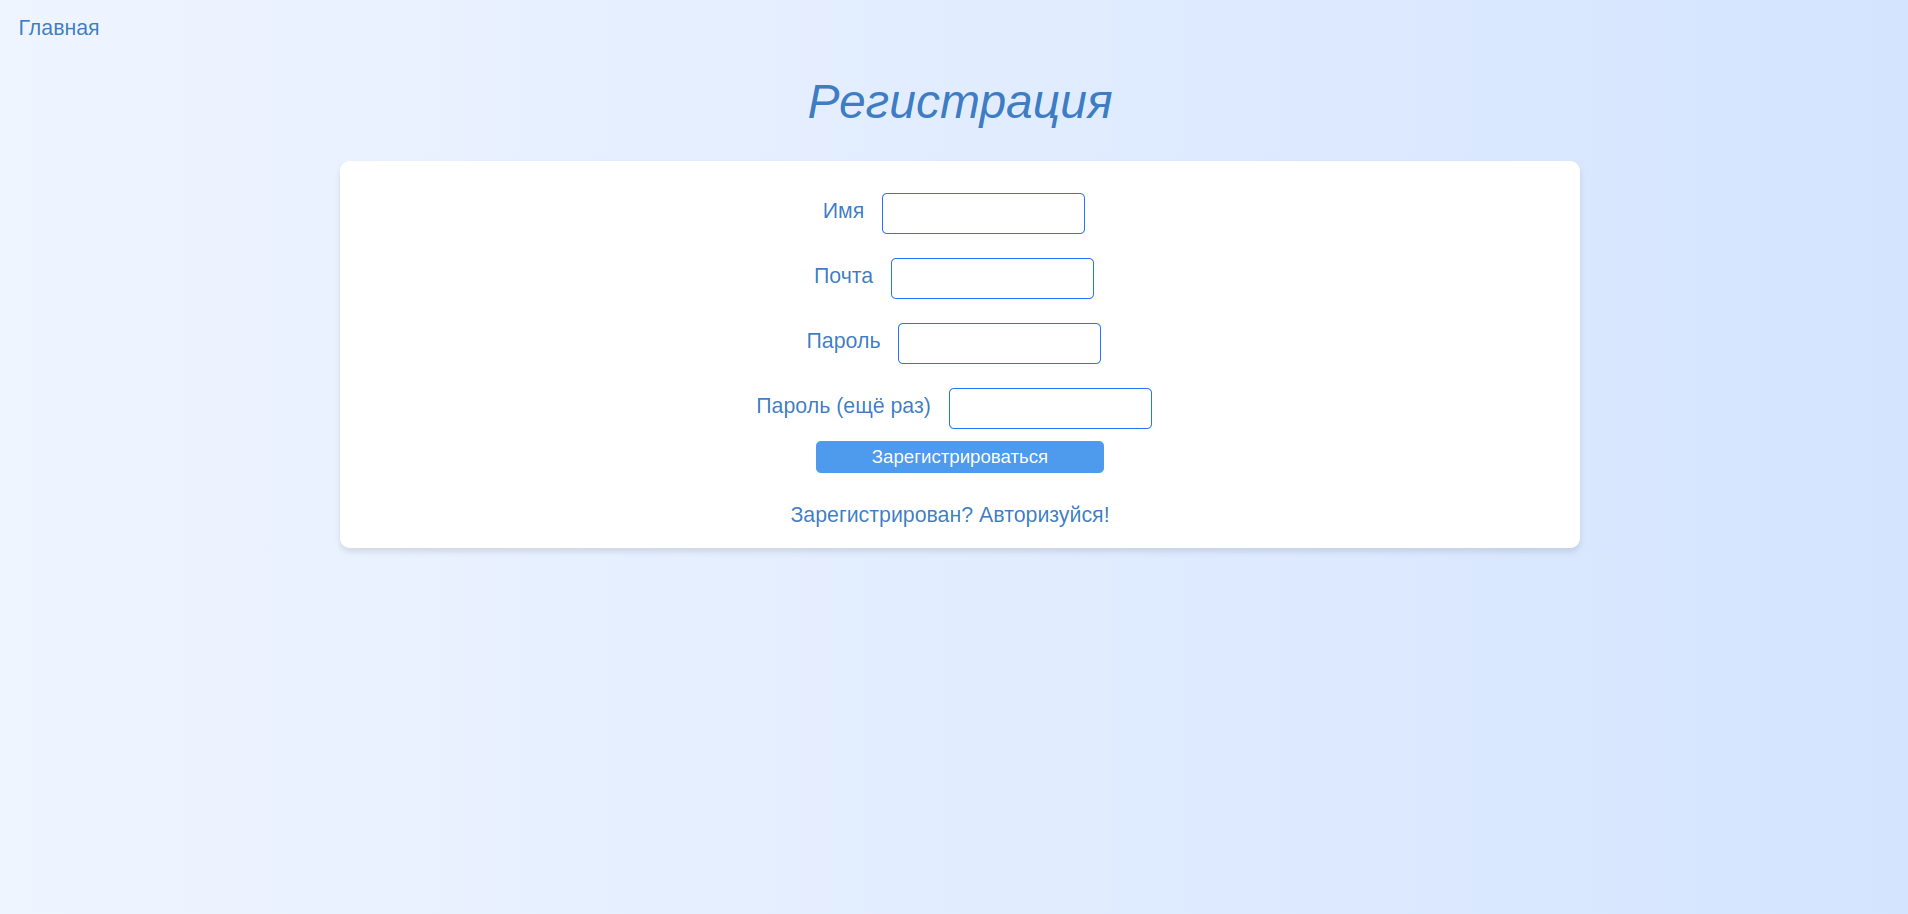 Главная
Регистрация
Имя
Почта
Пароль
Пароль (ещё раз)
Зарегистрироваться
Зарегистрирован? Авторизуйся!